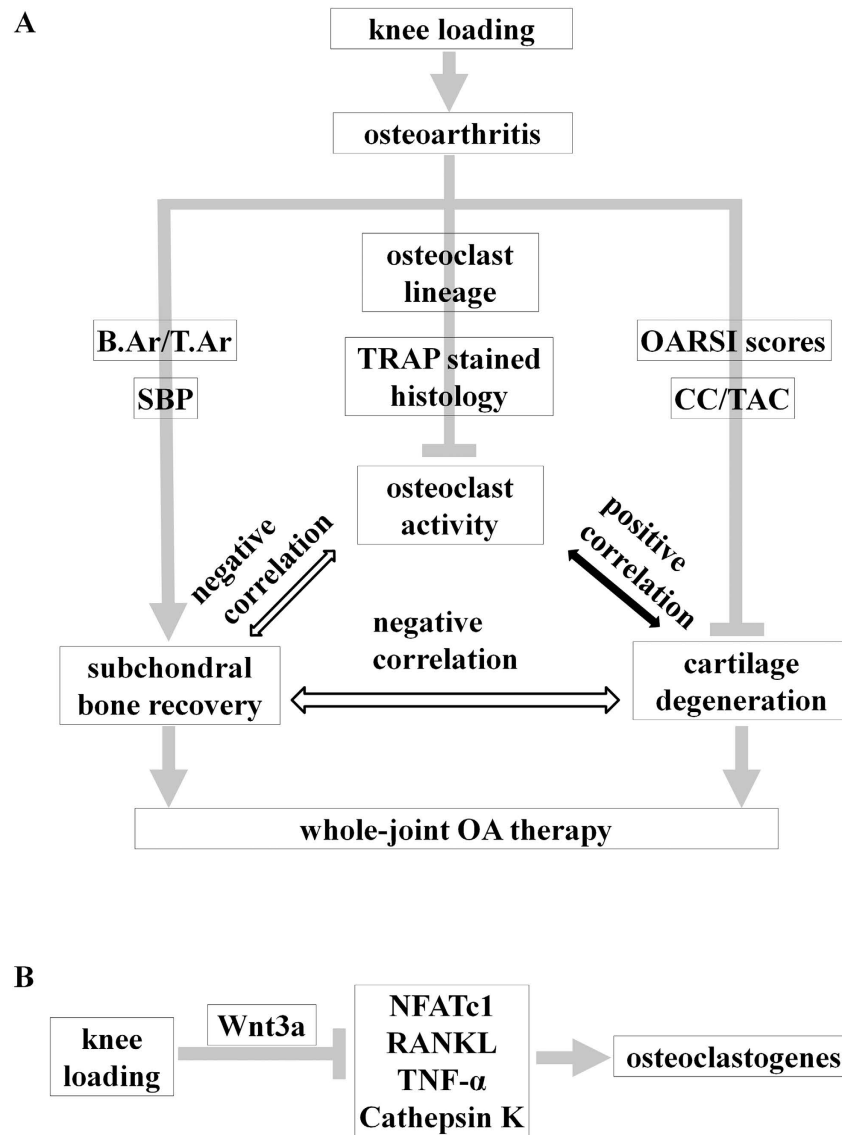 A
knee loading
osteoarthritis
osteoclast
lineage
B.Ar/T.Ar
SBP
TRAP stained
histology
OARSI scores
CC/TAC
osteoclast
activity
negative
correlation
positive
correlation
negative
correlation
subchondral
bone recovery
cartilage
degeneration
whole-joint OA therapy
B
knee
loading
Wnt3a
NFATc1
RANKL
TNF-α
Cathepsin K
osteoclastogenes